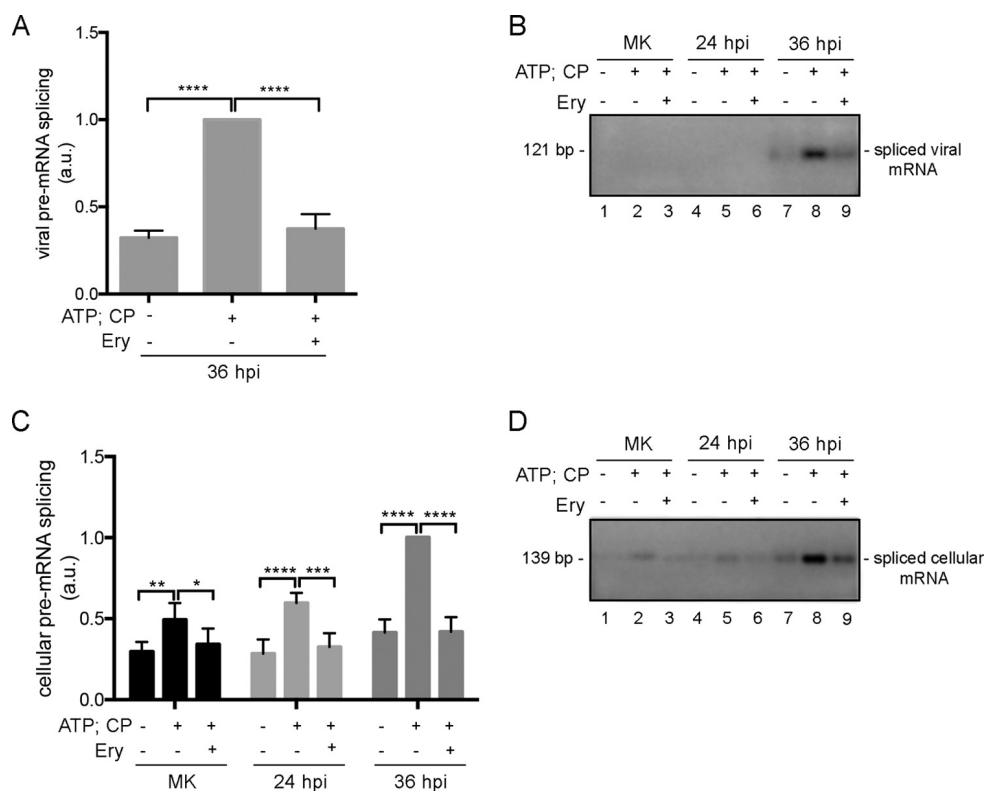 A
viral pre-mRNA splicing
(a.u.)
1.5
1.0
0.5
0.0
**** ****
ATP; CP - + +
Ery - - +
36 hpi
B
MK 24 hpi 36 hpi
ATP; CP - + + - + + - + +
Ery - - + - - + - - +
121 bp -
- spliced viral
mRNA
1 2 3 4 5 6 7 8 9
C
cellular pre-mRNA splicing
(a.u.)
1.5
1.0
0.5
0.0
** * **** *** **** ****
ATP; CP - + + - + + - + +
Ery - - + - - + - - +
MK 24 hpi 36 hpi
D
MK 24 hpi 36 hpi
ATP; CP - + + - + + - + +
Ery - - + - - + - - +
139 bp -
- spliced cellular
mRNA
1 2 3 4 5 6 7 8 9